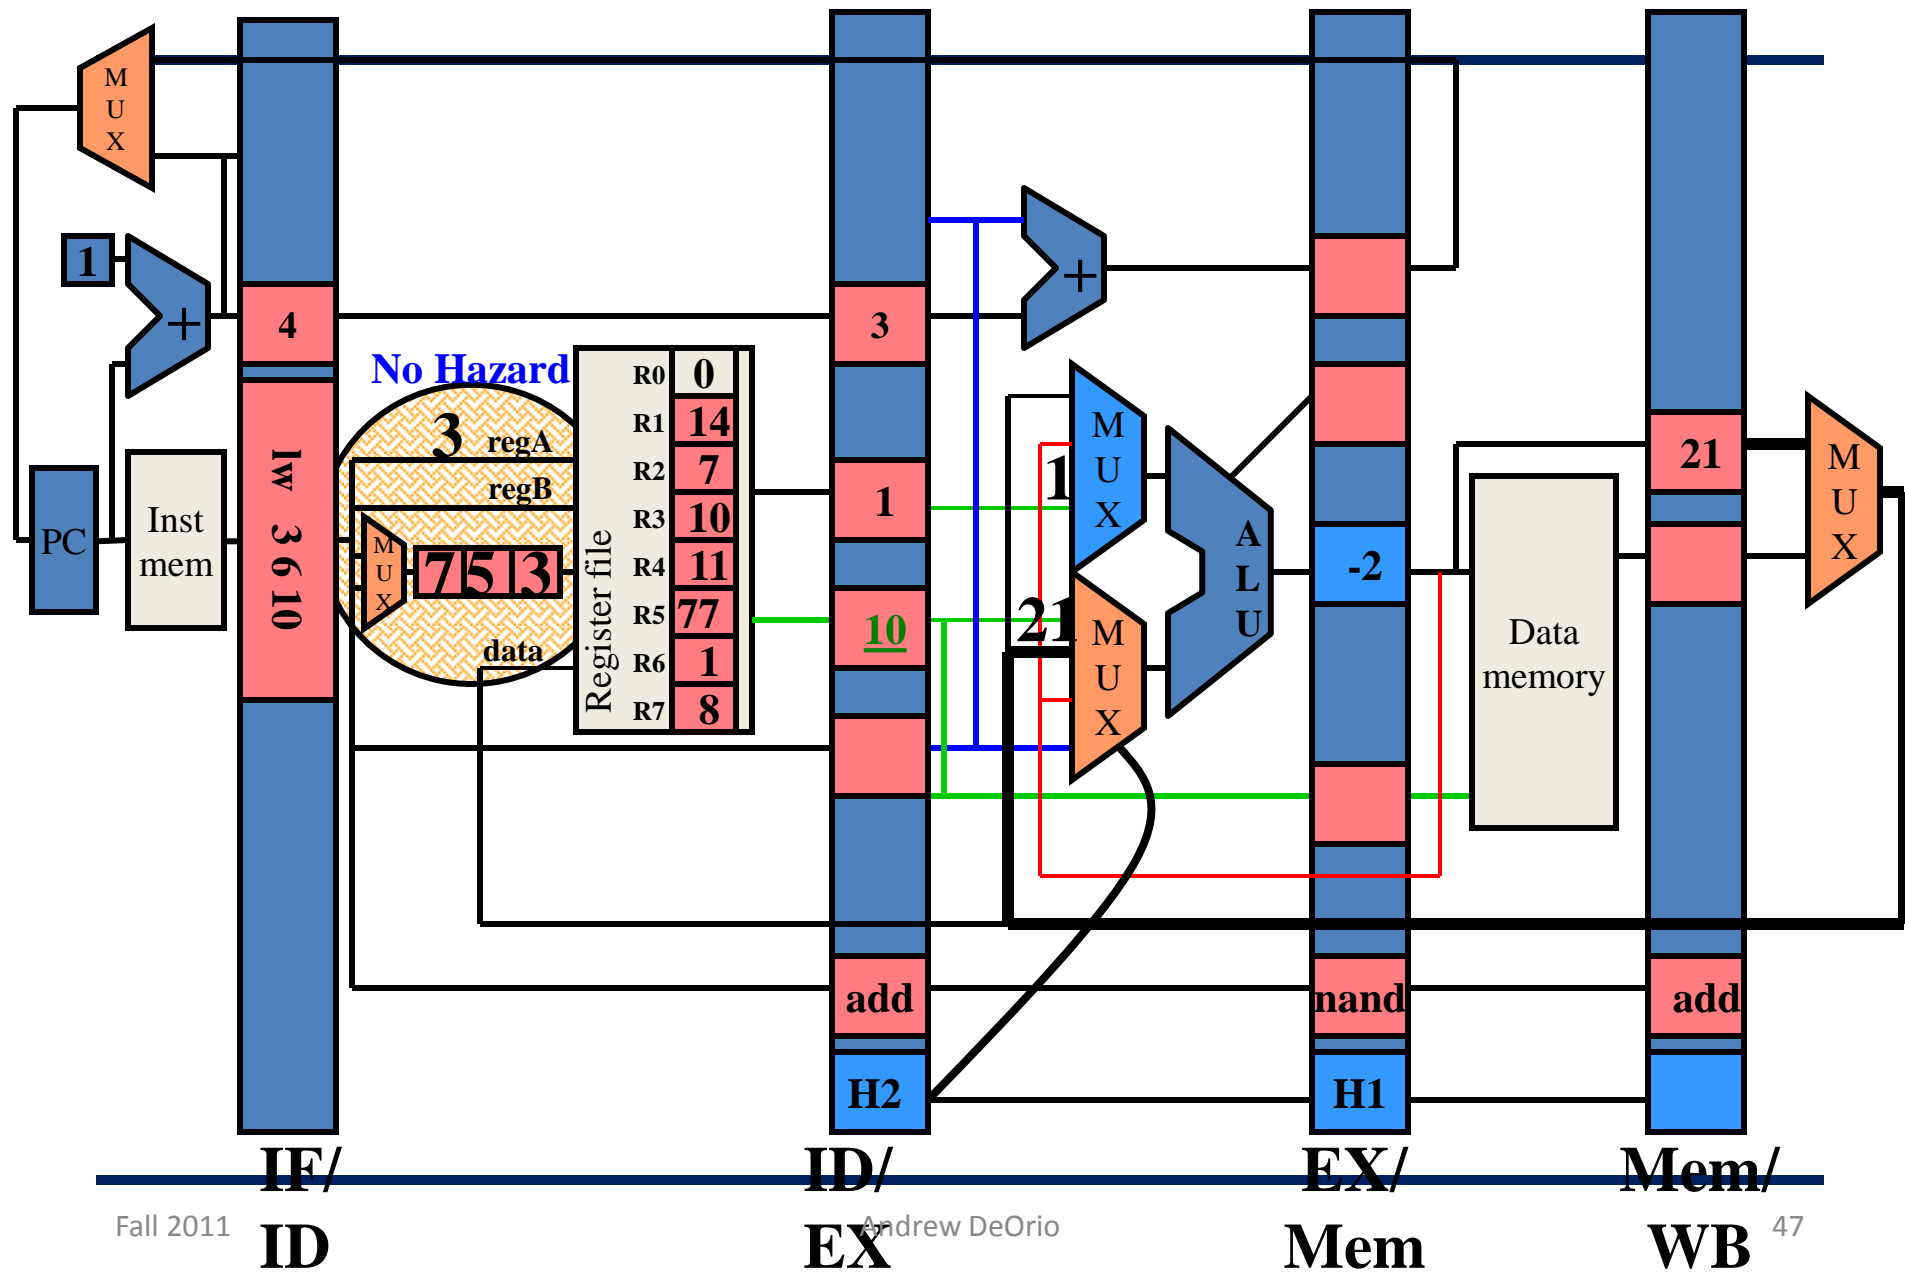 M
U
X
1
+
4
3
+
No Hazard
R0 0
R1 14
R2 7
R3 10
R4 11
R5 77
R6 1
R7 8
Register file
3 regA
regB
M
U
X
7 5 3
data
PC
Inst
mem
lw 3 6 10
1
10
1
21
M
U
X
M
U
X
A
L
U
-2
Data
memory
21
M
U
X
add
nand
add
H2
H1
IF/
ID
ID/
EX
EX/
Mem
Mem/
WB
Fall 2011
Andrew DeOrio
47